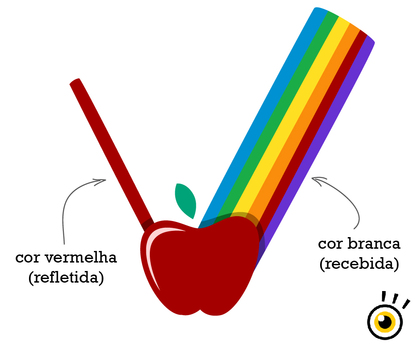 cor vermelha
(refletida)
cor branca
(recebida)